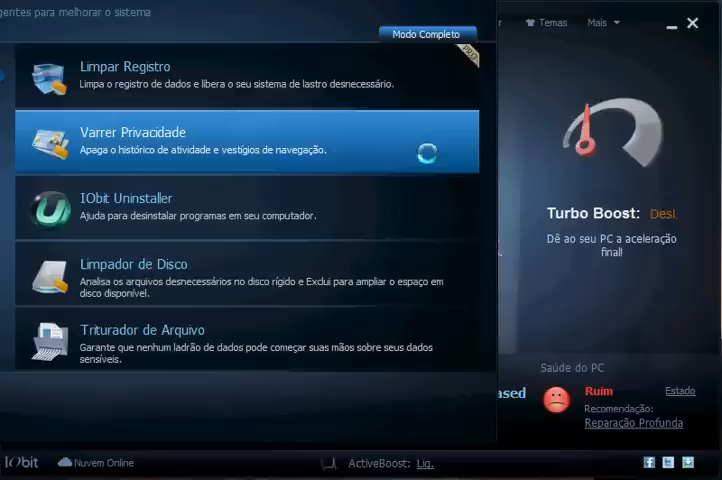 gentes para melhorar o sistema
Temas
Mais
Modo Completo
PRO
Limpar Registro
Limpa o registro de dados e libera o seu sistema de lastro desnecessário.
Varrer Privacidade
Apaga o histórico de atividade e vestígios de navegação.
IObit Uninstaller
Ajuda para desinstalar programas em seu computador.
Limpador de Disco
Analisa os arquivos desnecessários no disco rígido e Exclui para ampliar o espaço em
disco disponível.
Triturador de Arquivo
Garante que nenhum ladrão de dados pode começar suas mãos sobre seus dados
sensíveis.
Turbo Boost: Desl.
Dê ao seu PC a aceleração
final!
Saúde do PC
ased
Ruim
Estado
Recomendação:
Reparação Profunda
IObit
Nuvem Online
ActiveBoost: Lig.